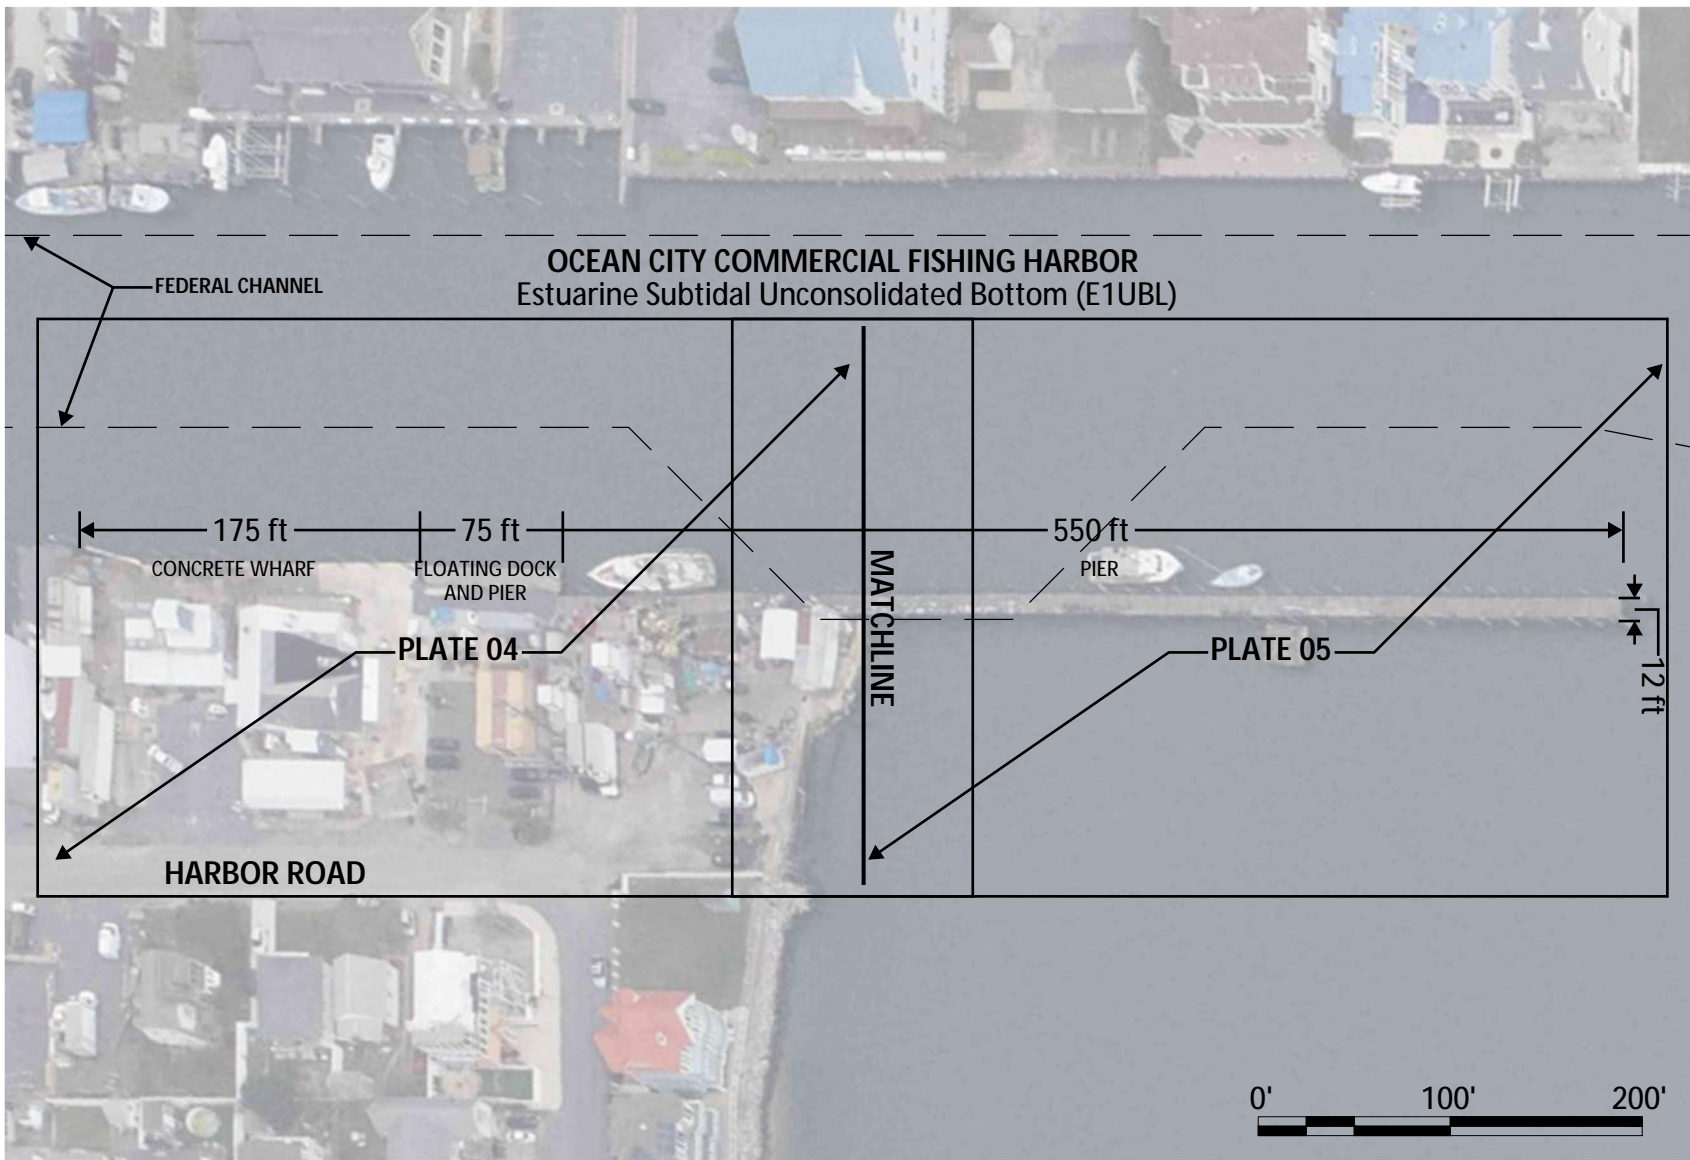 OCEAN CITY COMMERCIAL FISHING HARBOR
Estuarine Subtidal Unconsolidated Bottom (E1UBL)
FEDERAL CHANNEL
175 ft
CONCRETE WHARF
75 ft
FLOATING DOCK
AND PIER
550 ft
PIER
MATCHLINE
PLATE 04
PLATE 05
12 ft
HARBOR ROAD
0' 100' 200'